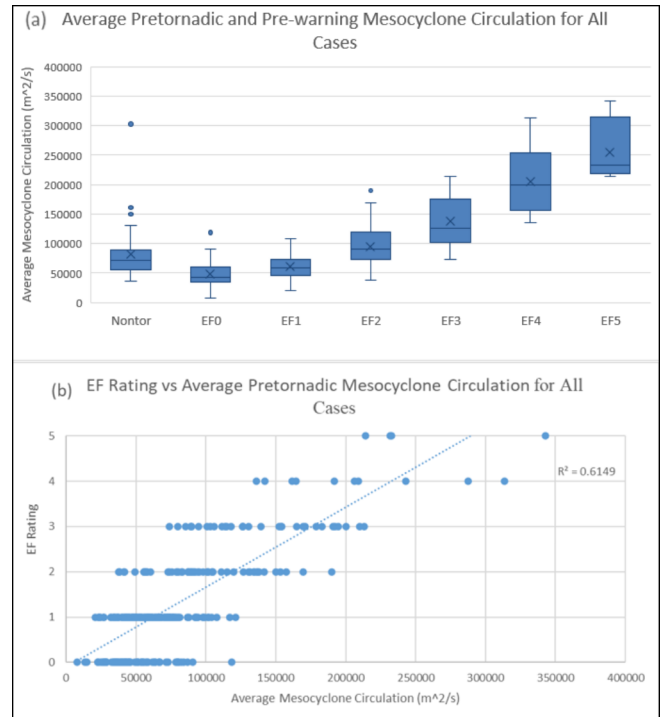 (a) Average Pretornadic and Pre-warning Mesocyclone Circulation for All
Cases
Average Mesocyclone Circulation (m^2/s)
400000
350000
300000
250000
200000
150000
100000
50000
0
Nontor EF0 EF1 EF2 EF3 EF4 EF5
(b) EF Rating vs Average Pretornadic Mesocyclone Circulation for All
Cases
EF Rating
5
4
3
2
1
0
R² = 0.6149
0 50000 100000 150000 200000 250000 300000 350000 400000
Average Mesocyclone Circulation (m^2/s)